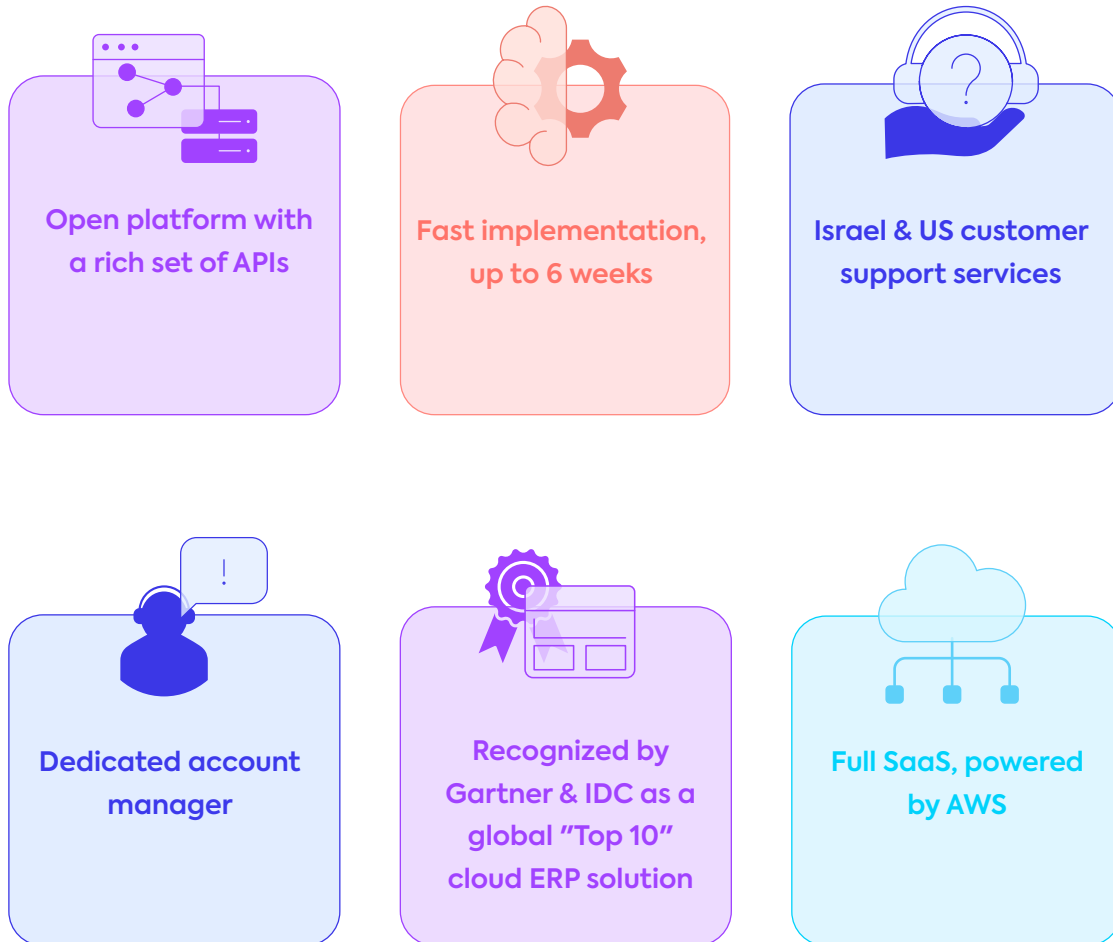 Open platform with
a rich set of APIs
Fast implementation,
up to 6 weeks
?
Israel & US customer
support services
!
Dedicated account
manager
Recognized by
Gartner & IDC as a
global "Top 10"
cloud ERP solution
Full SaaS, powered
by AWS